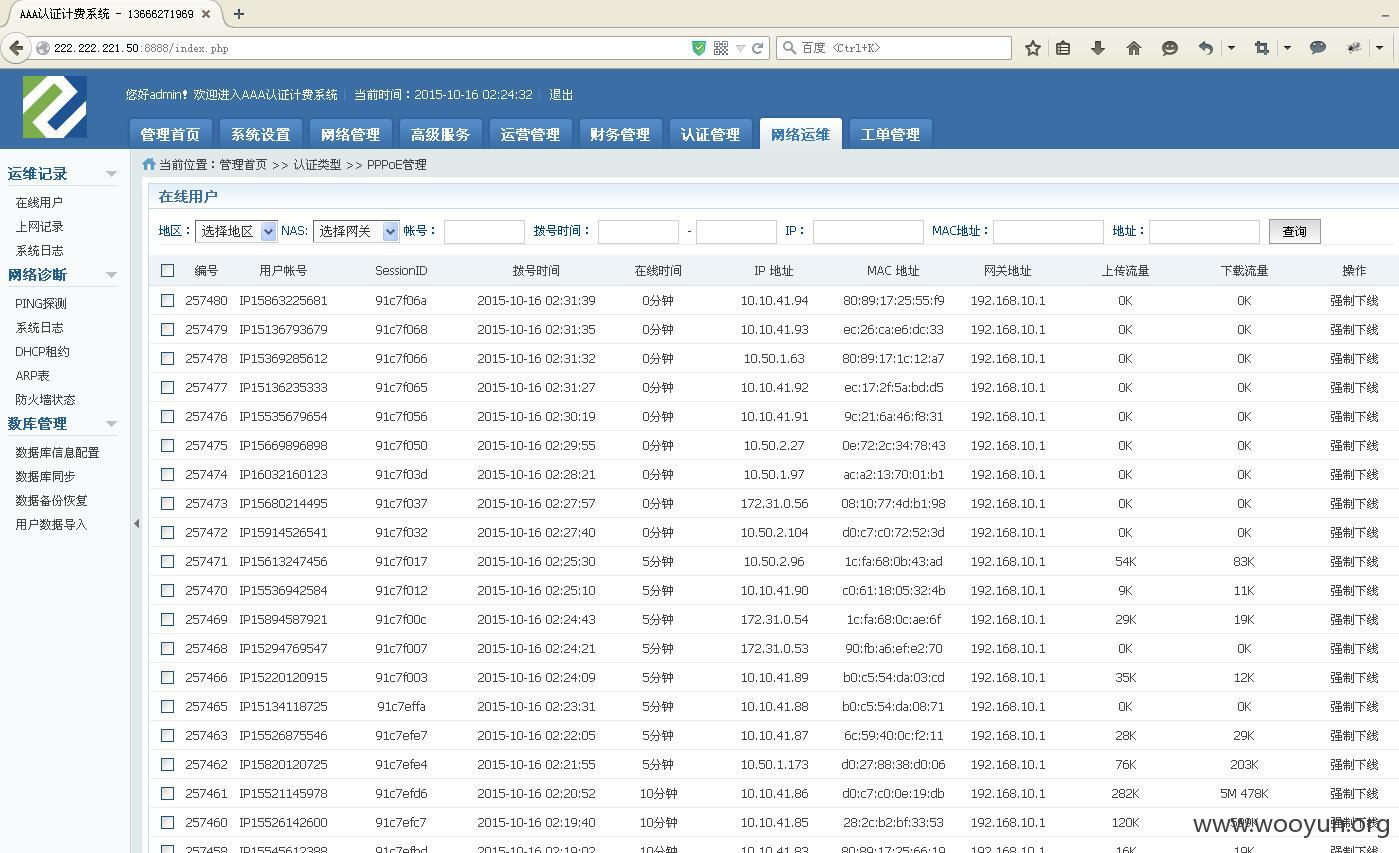 AAA认证计费系统 - 13666271969
222.222.221.50:8888/index.php
百度 <Ctrl+K>
您好admin! 欢迎进入AAA认证计费系统 | 当前时间：2015-10-16 02:24:32 | 退出
管理首页 系统设置 网络管理 高级服务 运营管理 财务管理 认证管理 网络运维 工单管理
当前位置：管理首页 >> 认证类型 >> PPPoE管理
运维记录
在线用户
上网记录
系统日志
网络诊断
PING探测
系统日志
DHCP租约
ARP表
防火墙状态
数库管理
数据库信息配置
数据库同步
数据备份恢复
用户数据导入
在线用户
地区： 选择地区 NAS: 选择网关 帐号： 拨号时间： - IP： MAC地址： 地址： 查询
编号 用户帐号 SessionID 拨号时间 在线时间 IP 地址 MAC 地址 网关地址 上传流量 下载流量 操作
257480 IP15863225681 91c7f06a 2015-10-16 02:31:39 0分钟 10.10.41.94 80:89:17:25:55:f9 192.168.10.1 0K 0K 强制下线
257479 IP15136793679 91c7f068 2015-10-16 02:31:35 0分钟 10.10.41.93 ec:26:ca:e6:dc:33 192.168.10.1 0K 0K 强制下线
257478 IP15369285612 91c7f066 2015-10-16 02:31:32 0分钟 10.50.1.63 80:89:17:1c:12:a7 192.168.10.1 0K 0K 强制下线
257477 IP15136235333 91c7f065 2015-10-16 02:31:27 0分钟 10.10.41.92 ec:17:2f:5a:bd:d5 192.168.10.1 0K 0K 强制下线
257476 IP15535679654 91c7f056 2015-10-16 02:30:19 0分钟 10.10.41.91 9c:21:6a:46:f8:31 192.168.10.1 0K 0K 强制下线
257475 IP15669896898 91c7f050 2015-10-16 02:29:55 0分钟 10.50.2.27 0e:72:2c:34:78:43 192.168.10.1 0K 0K 强制下线
257474 IP16032160123 91c7f03d 2015-10-16 02:28:21 0分钟 10.50.1.97 ac:a2:13:70:01:b1 192.168.10.1 0K 0K 强制下线
257473 IP15680214495 91c7f037 2015-10-16 02:27:57 0分钟 172.31.0.56 08:10:77:4d:b1:98 192.168.10.1 0K 0K 强制下线
257472 IP15914526541 91c7f032 2015-10-16 02:27:40 0分钟 10.50.2.104 d0:c7:c0:72:52:3d 192.168.10.1 0K 0K 强制下线
257471 IP15613247456 91c7f017 2015-10-16 02:25:30 5分钟 10.50.2.96 1c:fa:68:0b:43:ad 192.168.10.1 54K 83K 强制下线
257470 IP15536942584 91c7f012 2015-10-16 02:25:10 5分钟 10.10.41.90 c0:61:18:05:32:4b 192.168.10.1 9K 11K 强制下线
257469 IP15894587921 91c7f00c 2015-10-16 02:24:43 5分钟 172.31.0.54 1c:fa:68:0c:ae:6f 192.168.10.1 29K 19K 强制下线
257468 IP15294769547 91c7f007 2015-10-16 02:24:21 5分钟 172.31.0.53 90:fb:a6:ef:e2:70 192.168.10.1 0K 0K 强制下线
257466 IP15220120915 91c7f003 2015-10-16 02:24:09 5分钟 10.10.41.89 b0:c5:54:da:03:cd 192.168.10.1 35K 12K 强制下线
257465 IP15134118725 91c7effa 2015-10-16 02:23:31 5分钟 10.10.41.88 b0:c5:54:da:08:71 192.168.10.1 0K 0K 强制下线
257463 IP15526875546 91c7efe7 2015-10-16 02:22:05 5分钟 10.10.41.87 6c:59:40:0c:f2:11 192.168.10.1 28K 29K 强制下线
257462 IP15820120725 91c7efe4 2015-10-16 02:21:55 5分钟 10.50.1.173 d0:27:88:38:d0:06 192.168.10.1 76K 203K 强制下线
257461 IP15521145978 91c7efd6 2015-10-16 02:20:52 10分钟 10.10.41.86 d0:c7:c0:0e:19:db 192.168.10.1 282K 5M 478K 强制下线
257460 IP15526142600 91c7efc7 2015-10-16 02:19:40 10分钟 10.10.41.85 28:2c:b2:bf:33:53 192.168.10.1 120K 强制下线
www.wooyun.org
257458 IP15545612388 91c7efbd 2015-10-16 02:19:02 10分钟 10.10.41.83 80:89:17:25:66:19 192.168.10.1 16K 19K 强制下线